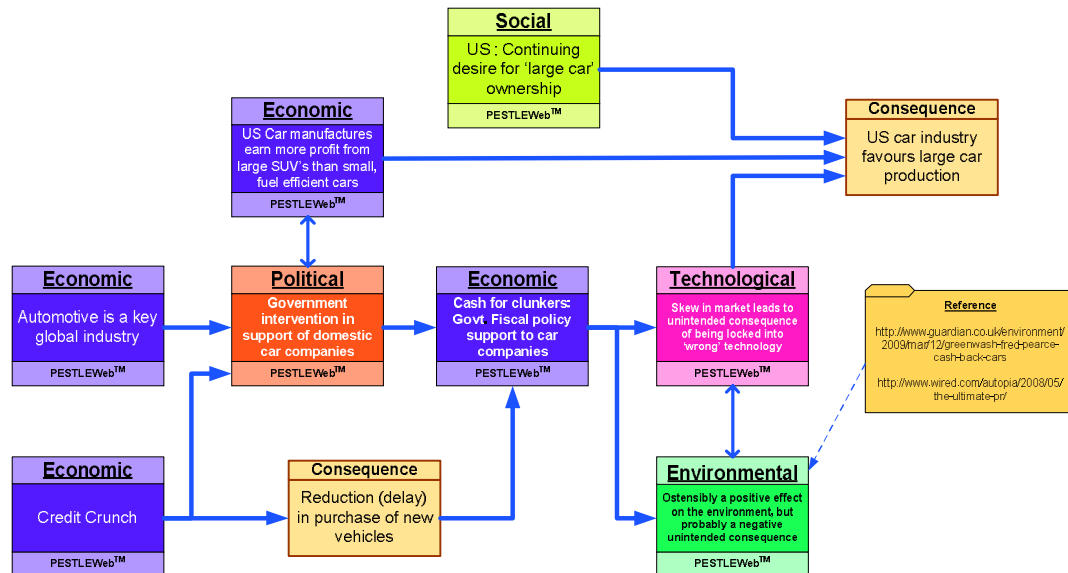 Social
US : Continuing
desire for ‘large car’
ownership
PESTLEWeb™
Economic
US Car manufactures
earn more profit from
large SUV’s than small,
fuel efficient cars
PESTLEWeb™
Consequence
US car industry
favours large car
production
Economic
Automotive is a key
global industry
PESTLEWeb™
Political
Government
intervention in
support of domestic
car companies
PESTLEWeb™
Economic
Cash for clunkers:
Govt. Fiscal policy
support to car
companies
PESTLEWeb™
Technological
Skew in market leads to
unintended consequence
of being locked into
‘wrong’ technology
PESTLEWeb™
Reference
http://www.guardian.co.uk/environment/
2009/mar/12/greenwash-fred-pearce-
cash-back-cars
http://www.wired.com/autopia/2008/05/
the-ultimate-pr/
Economic
Credit Crunch
PESTLEWeb™
Consequence
Reduction (delay)
in purchase of new
vehicles
Environmental
Ostensibly a positive effect
on the environment, but
probably a negative
unintended consequence
PESTLEWeb™